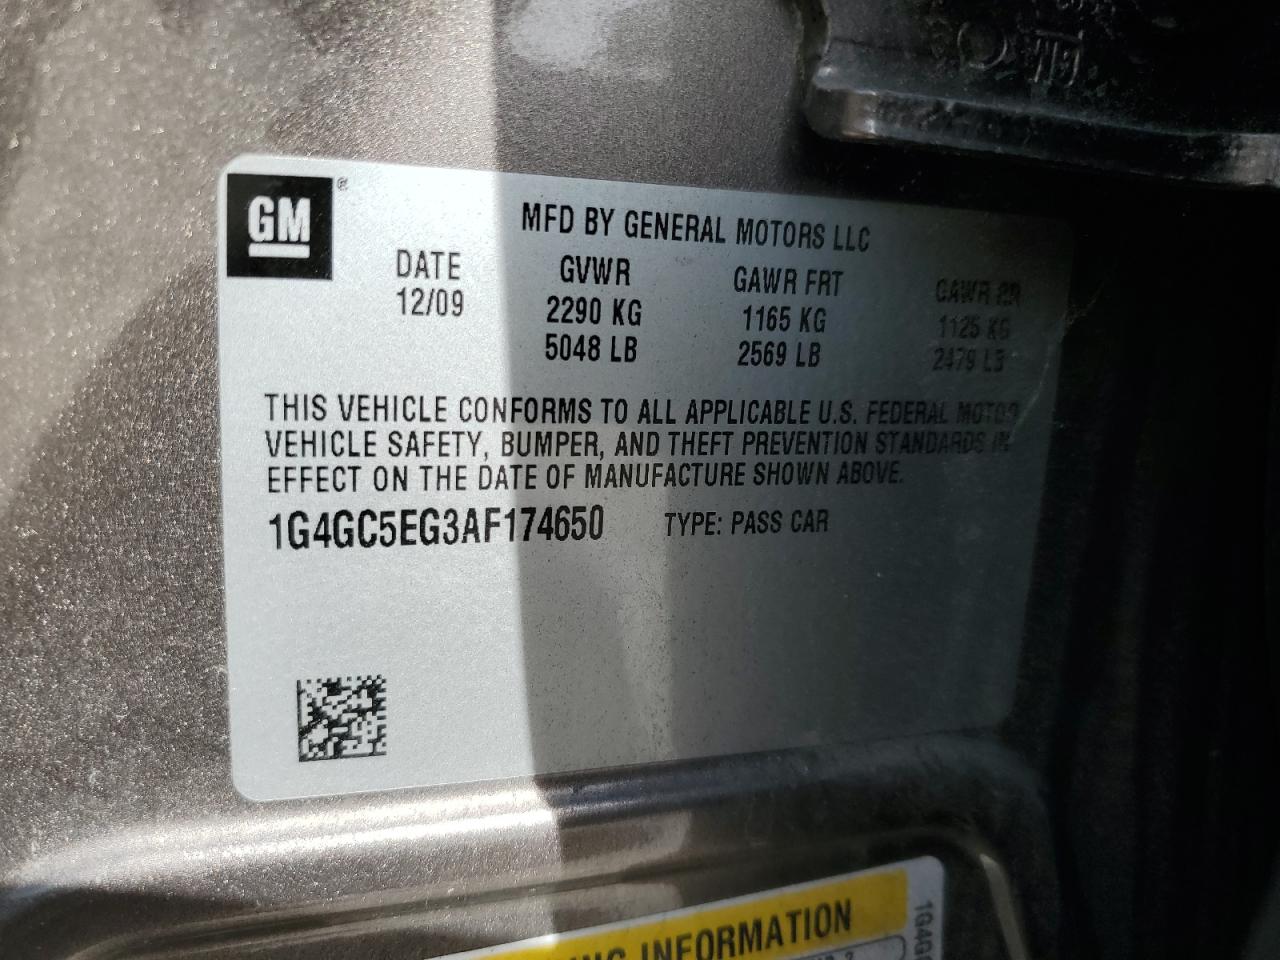 GM ®
MFD BY GENERAL MOTORS LLC
DATE GVWR GAWR FRT GAWR RR
12/09 2290 KG 1165 KG 1125 KG
5048 LB 2569 LB 2479 LB
THIS VEHICLE CONFORMS TO ALL APPLICABLE U.S. FEDERAL MOTOR
VEHICLE SAFETY, BUMPER, AND THEFT PREVENTION STANDARDS IN
EFFECT ON THE DATE OF MANUFACTURE SHOWN ABOVE.
1G4GC5EG3AF174650 TYPE: PASS CAR
INFORMATION